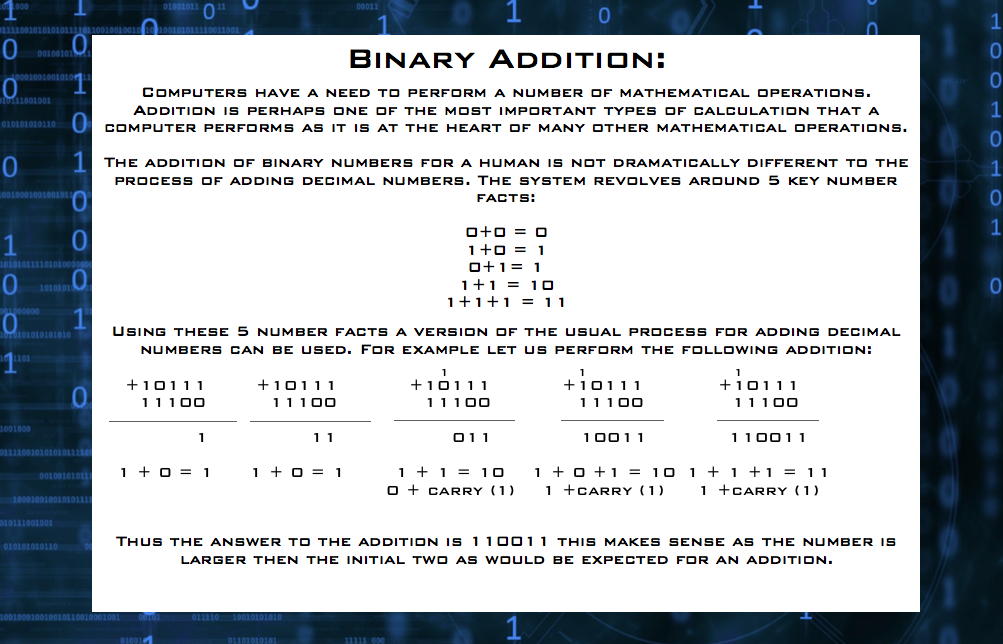 BINARY ADDITION:
COMPUTERS HAVE A NEED TO PERFORM A NUMBER OF MATHEMATICAL OPERATIONS.
ADDITION IS PERHAPS ONE OF THE MOST IMPORTANT TYPES OF CALCULATION THAT A
COMPUTER PERFORMS AS IT IS AT THE HEART OF MANY OTHER MATHEMATICAL OPERATIONS.
THE ADDITION OF BINARY NUMBERS FOR A HUMAN IS NOT DRAMATICALLY DIFFERENT TO THE
PROCESS OF ADDING DECIMAL NUMBERS. THE SYSTEM REVOLVES AROUND 5 KEY NUMBER
FACTS:
0+0 = 0
1+0 = 1
0+1= 1
1+1 = 10
1+1+1 = 11
USING THESE 5 NUMBER FACTS A VERSION OF THE USUAL PROCESS FOR ADDING DECIMAL
NUMBERS CAN BE USED. FOR EXAMPLE LET US PERFORM THE FOLLOWING ADDITION:
1 1 1
+10111 +10111 +10111 +10111 +10111
11100 11100 11100 11100 11100
1 11 011 10011 110011
1 + 0 = 1 1 + 0 = 1 1 + 1 = 10 1 + 0 +1 = 10 1 + 1 +1 = 11
0 + CARRY (1) 1 +CARRY (1) 1 +CARRY (1)
THUS THE ANSWER TO THE ADDITION IS 110011 THIS MAKES SENSE AS THE NUMBER IS
LARGER THEN THE INITIAL TWO AS WOULD BE EXPECTED FOR AN ADDITION.